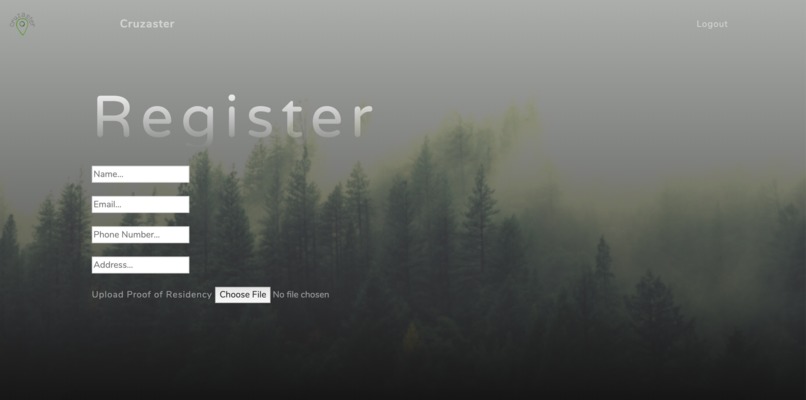 Cruzaster
Logout
Register
Name...
Email...
Phone Number...
Address...
Upload Proof of Residency Choose File No file chosen